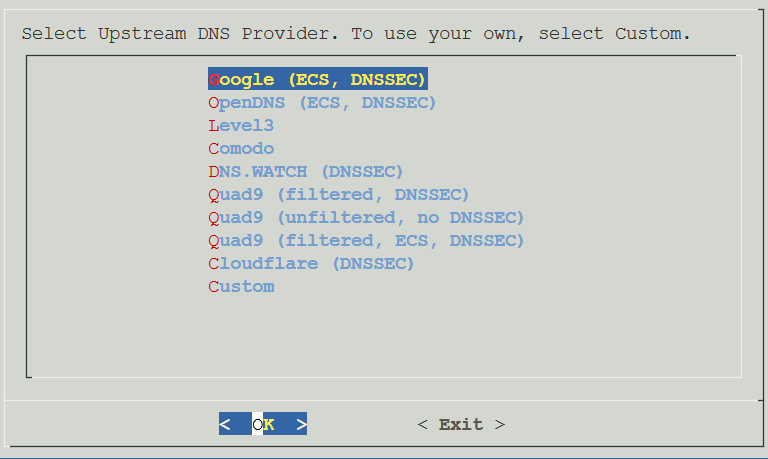 Select Upstream DNS Provider. To use your own, select Custom.
Google (ECS, DNSSEC)
OpenDNS (ECS, DNSSEC)
Level3
Comodo
DNS.WATCH (DNSSEC)
Quad9 (filtered, DNSSEC)
Quad9 (unfiltered, no DNSSEC)
Quad9 (filtered, ECS, DNSSEC)
Cloudflare (DNSSEC)
Custom
<  OK  > < Exit >